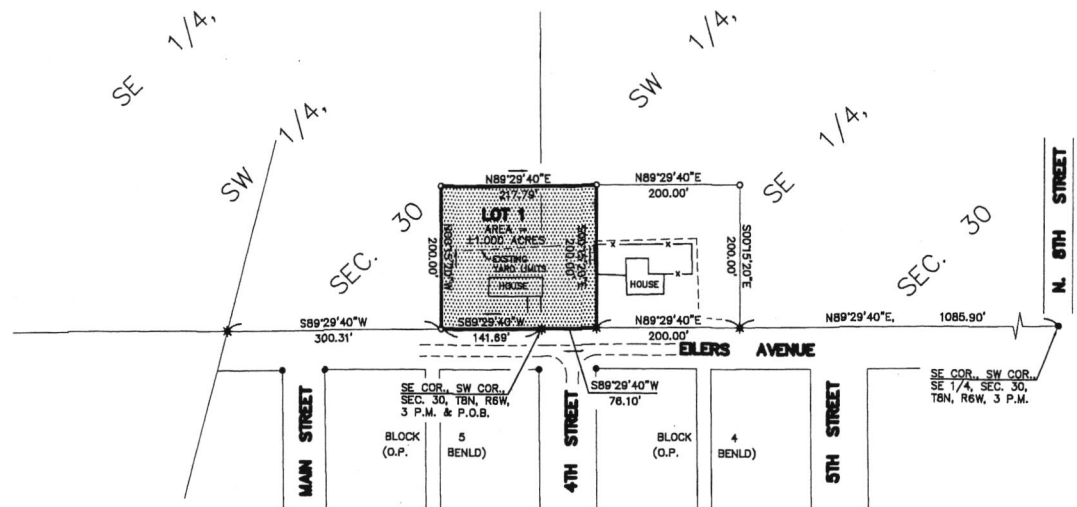 SE 1/4,
SW 1/4,
SEC. 30
SW 1/4,
SE 1/4,
SEC. 30
N. 8TH STREET
N89°29'40"E
217.79'
N89°29'40"E
200.00'
LOT 1
AREA =
±1.000 ACRES
EXISTING
YARD LIMITS
HOUSE
N00°15'20"W
200.00'
S00°15'20"E
200.00'
HOUSE
S00°15'20"E
200.00'
S89°29'40"W
300.31'
S89°29'40"W
141.69'
N89°29'40"E
200.00'
N89°29'40"E, 1085.90'
EILERS AVENUE
S89°29'40"W
76.10'
SE COR., SW COR.,
SEC. 30, T8N, R6W,
3 P.M. & P.O.B.
SE COR., SW COR.,
SE 1/4, SEC. 30,
T8N, R6W, 3 P.M.
MAIN STREET
BLOCK 5
(O.P. BENLD)
4TH STREET
BLOCK 4
(O.P. BENLD)
5TH STREET